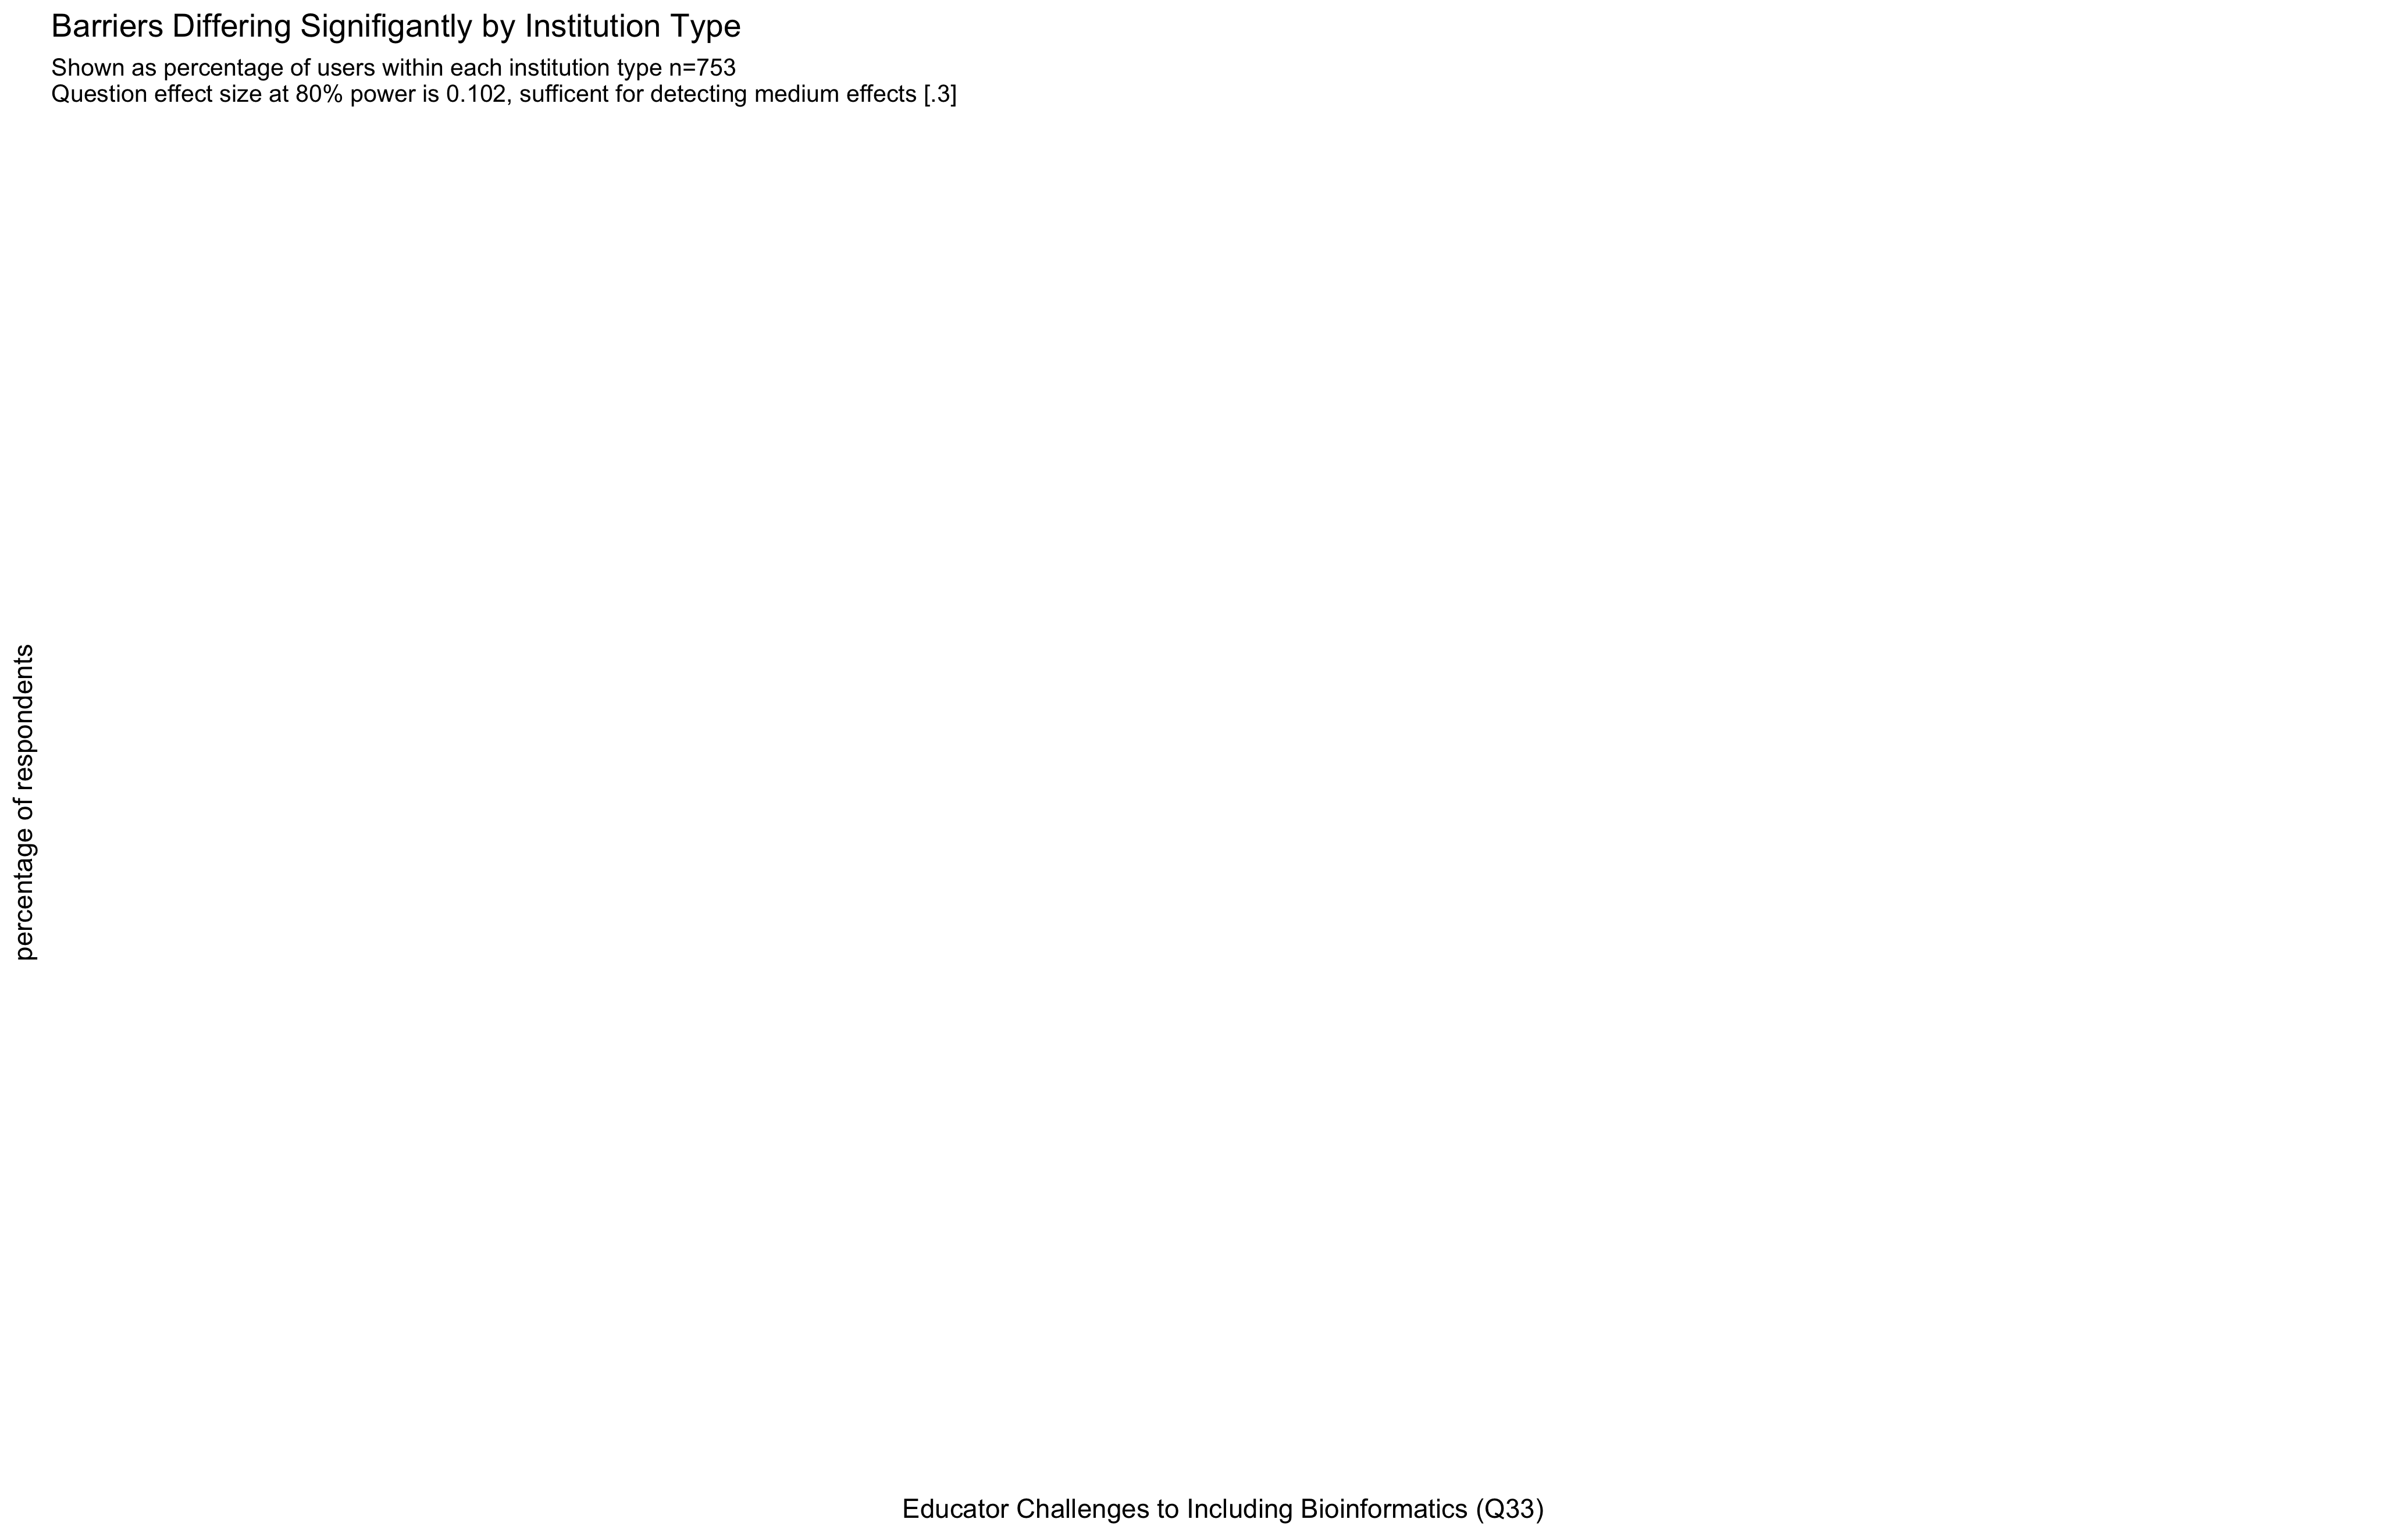 Barriers Differing Signifigantly by Institution Type
Shown as percentage of users within each institution type n=753
Question effect size at 80% power is 0.102, sufficent for detecting medium effects [.3]
percentage of respondents
Educator Challenges to Including Bioinformatics (Q33)